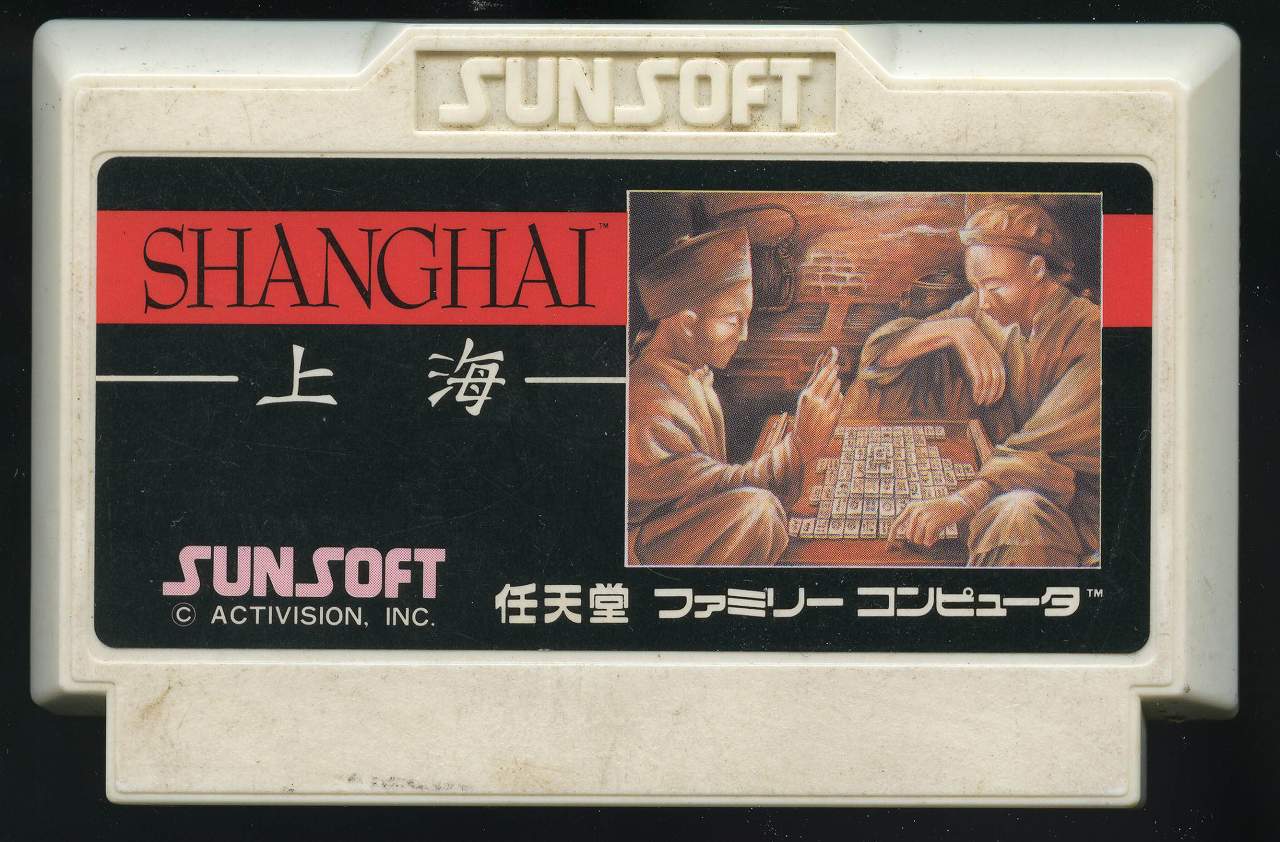 SUNSOFT
SHANGHAI™
上海
SUNSOFT
© ACTIVISION, INC.
任天堂 ファミリー コンピュータ™